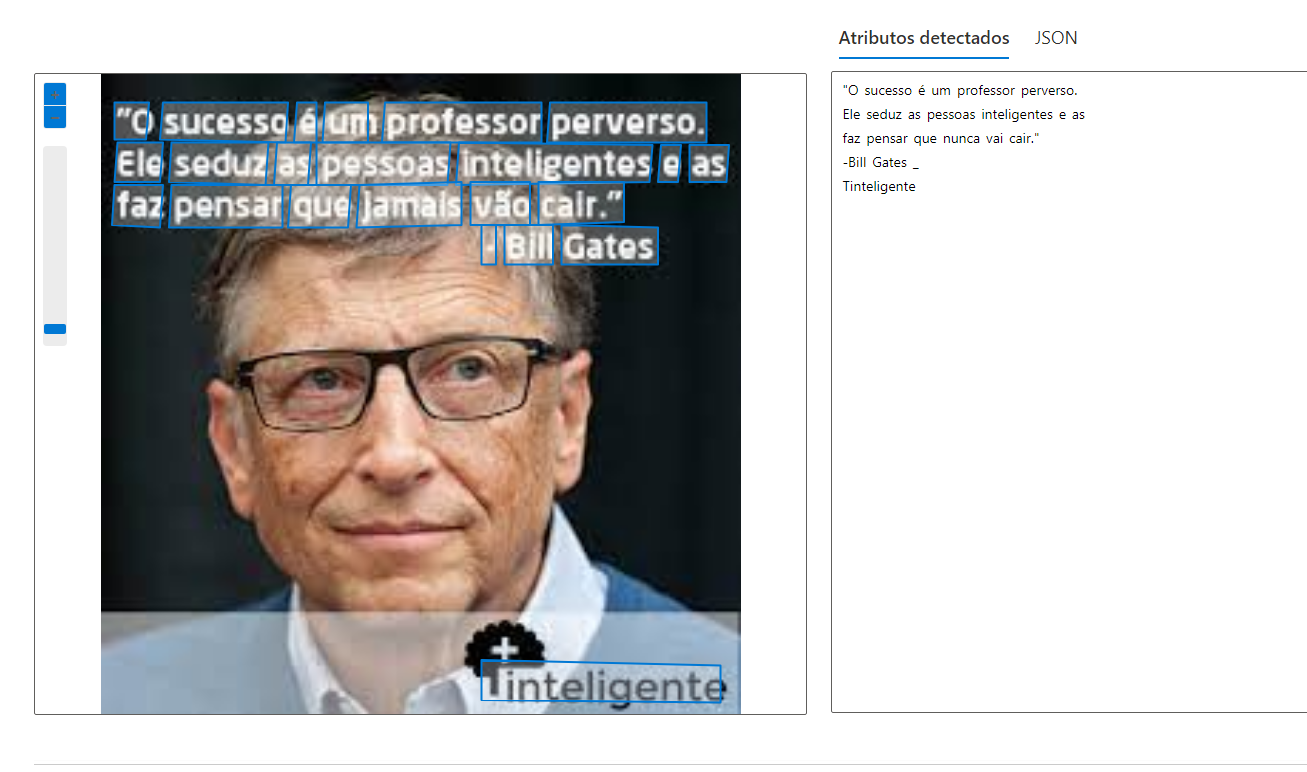 Atributos detectados JSON
"O sucesso é um professor perverso.
Ele seduz as pessoas inteligentes e as
faz pensar que jamais vão cair."
- Bill Gates
+
Tinteligente
"O sucesso é um professor perverso.
Ele seduz as pessoas inteligentes e as
faz pensar que nunca vai cair."
-Bill Gates _
Tinteligente